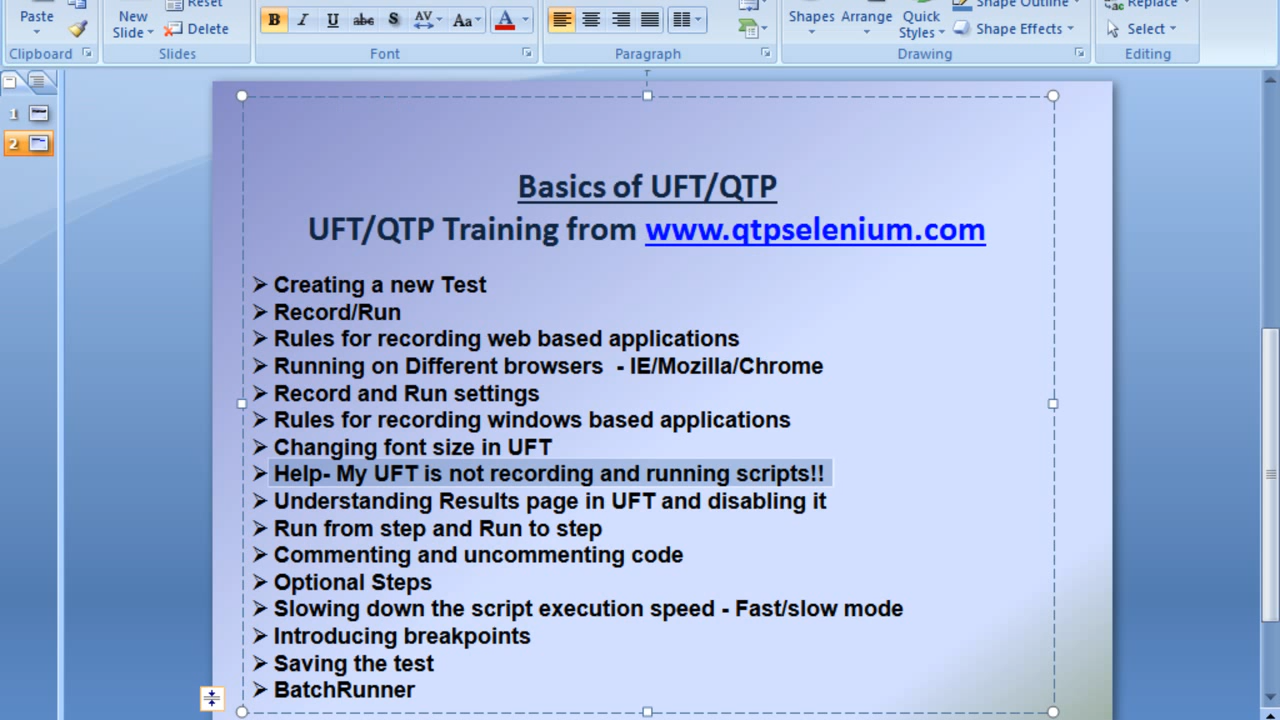 Reset
Replace
Shape Outline
Paste
New
Slide
Delete
B I U abc S AV Aa A
Shapes Arrange Quick
Styles
Shape Effects
Select
Clipboard Slides Font Paragraph Drawing Editing
1
2
Basics of UFT/QTP
UFT/QTP Training from www.qtpselenium.com
Creating a new Test
Record/Run
Rules for recording web based applications
Running on Different browsers - IE/Mozilla/Chrome
Record and Run settings
Rules for recording windows based applications
Changing font size in UFT
Help- My UFT is not recording and running scripts!!
Understanding Results page in UFT and disabling it
Run from step and Run to step
Commenting and uncommenting code
Optional Steps
Slowing down the script execution speed - Fast/slow mode
Introducing breakpoints
Saving the test
BatchRunner